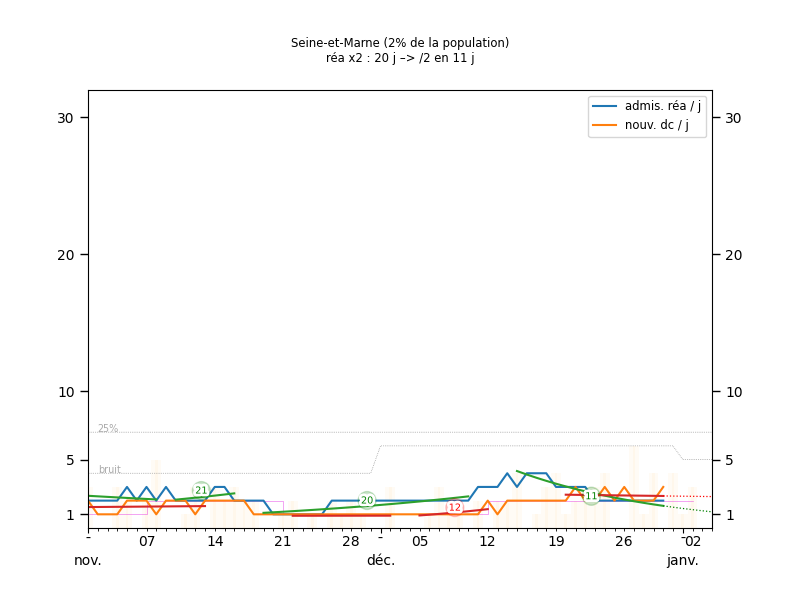 Seine-et-Marne (2% de la population)
réa x2 : 20 j –> /2 en 11 j
admis. réa / j
nouv. dc / j
30 30
20 20
10 10
25%
5 5
bruit
21 20 12 11
1 1
- 07 14 21 28 - 05 12 19 26 02
nov. déc. janv.